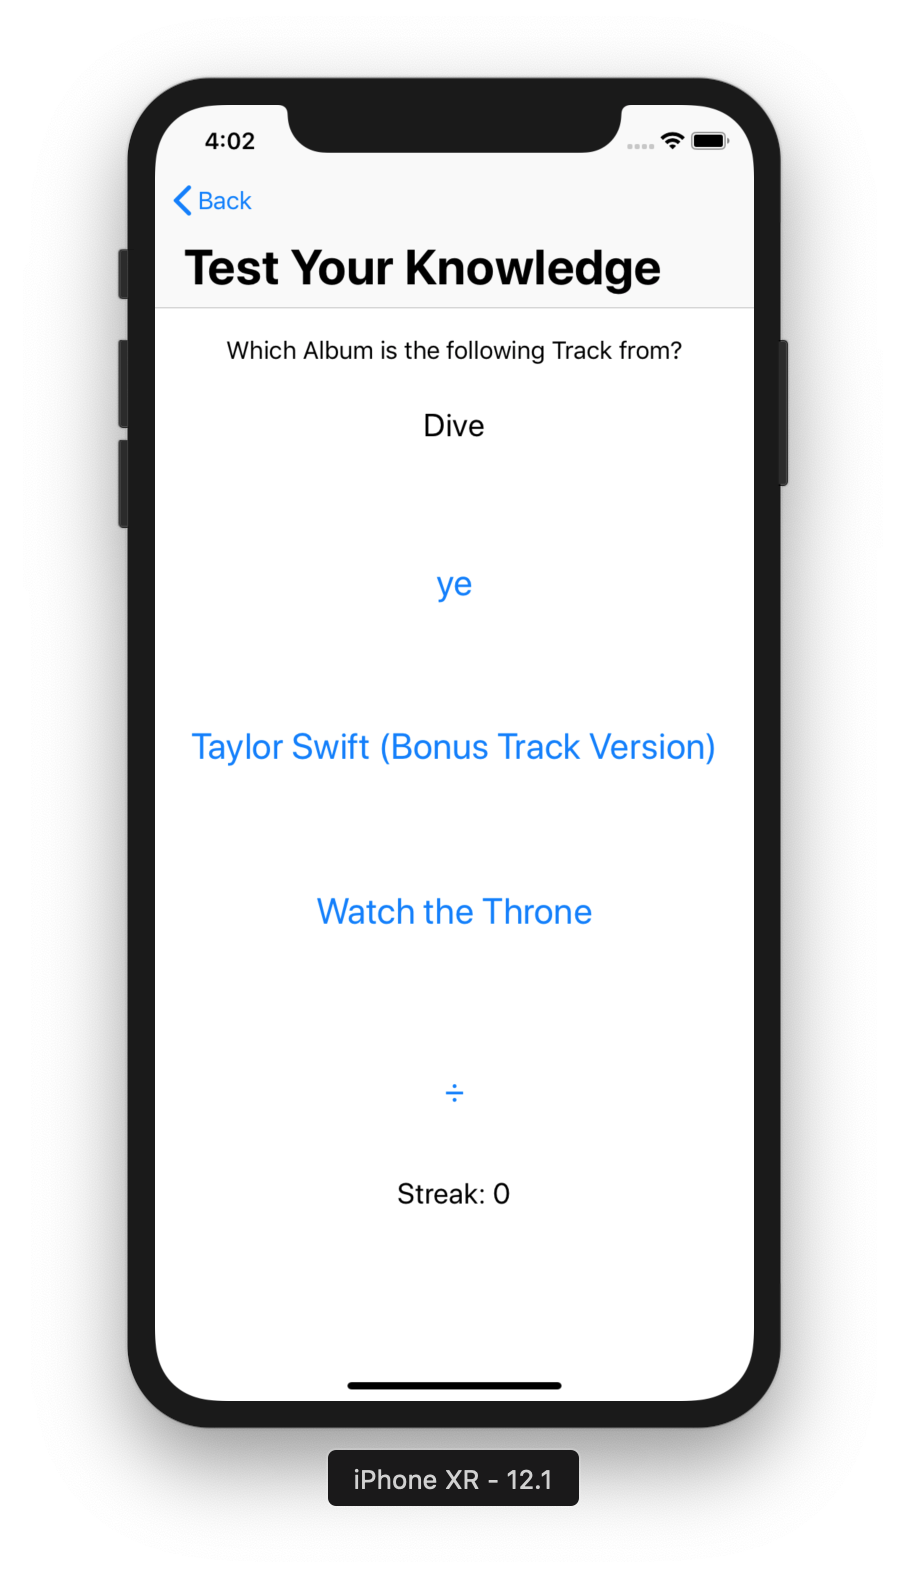 4:02
Back
Test Your Knowledge
Which Album is the following Track from?
Dive
ye
Taylor Swift (Bonus Track Version)
Watch the Throne
÷
Streak: 0
iPhone XR - 12.1